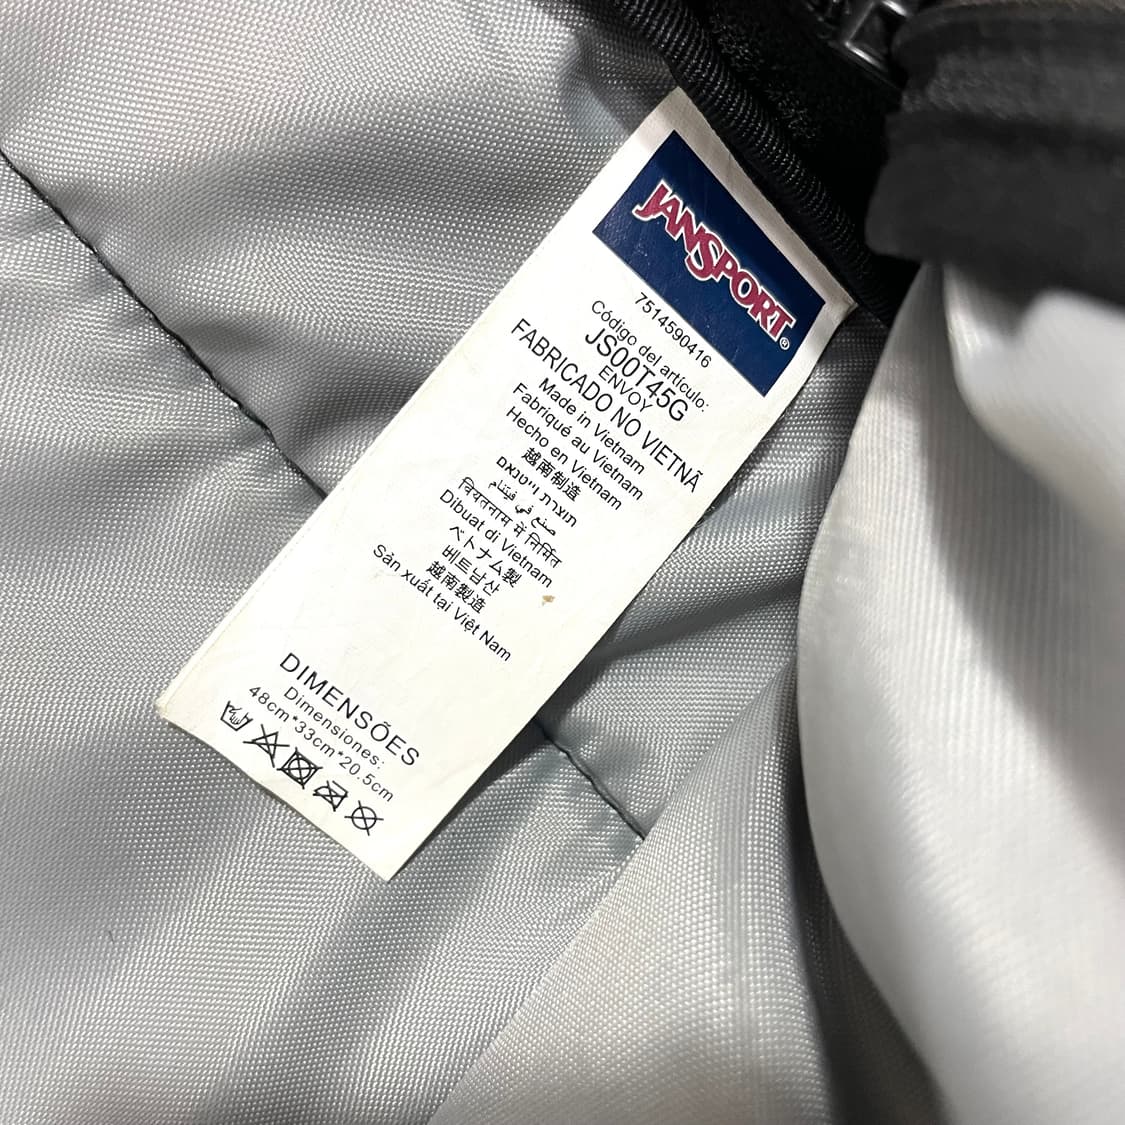 JANSPORT®
7514590416
Código del artículo:
JS00T45G
ENVOY
FABRICADO NO VIETNÃ
Made in Vietnam
Fabriqué au Vietnam
Hecho en Vietnam
越南制造
תוצרת וייטנאם
صنع في فيتنام
वियतनाम में निर्मित
Dibuat di Vietnam
ベトナム製
베트남산
越南製造
Sản xuất tại Việt Nam
DIMENSÕES
Dimensiones:
48cm*33cm*20.5cm